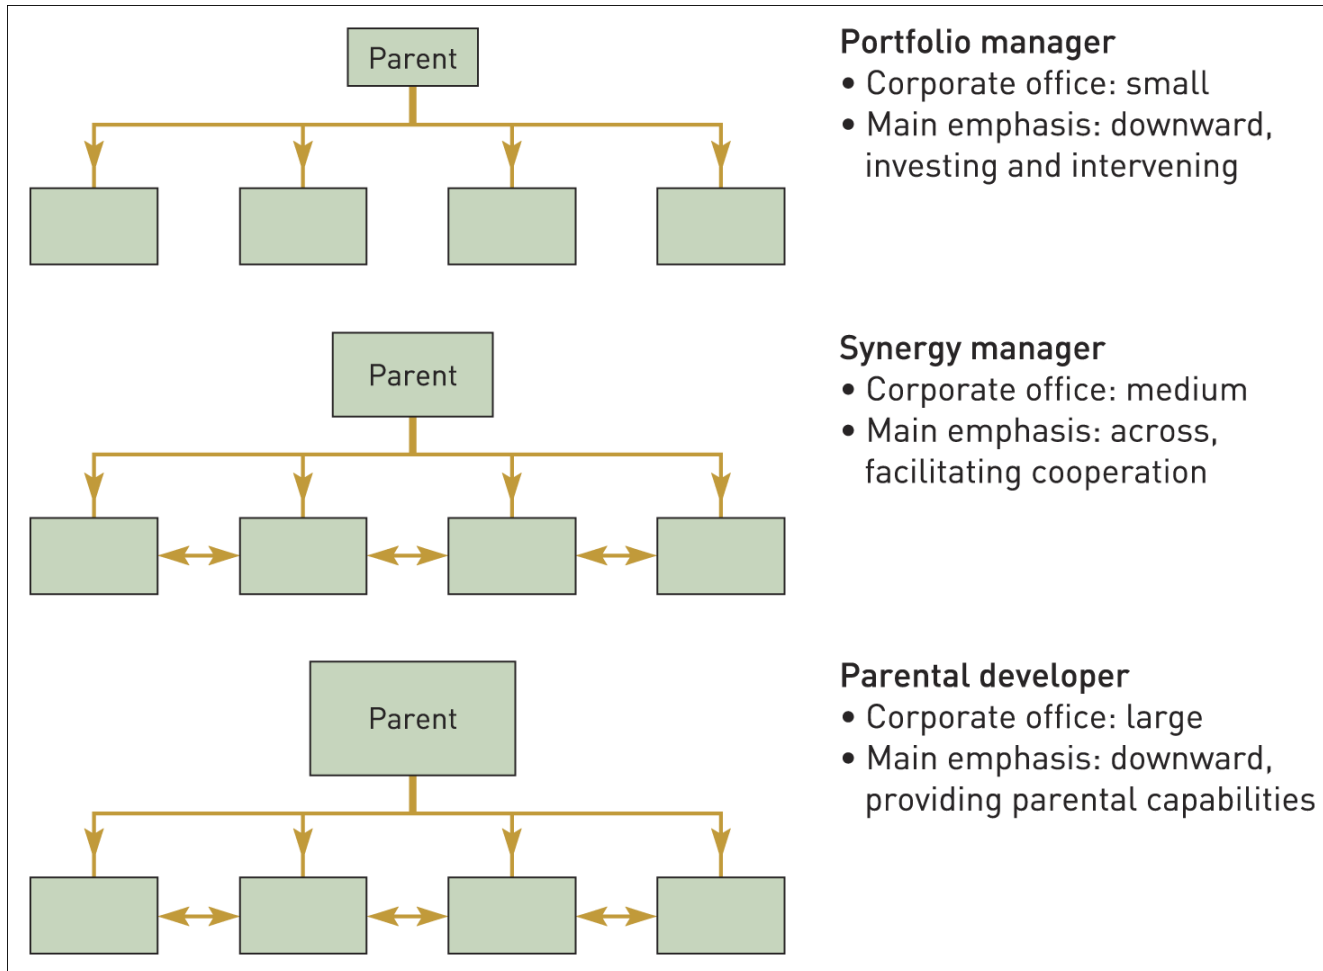 Parent
Portfolio manager
• Corporate office: small
• Main emphasis: downward,
investing and intervening
Parent
Synergy manager
• Corporate office: medium
• Main emphasis: across,
facilitating cooperation
Parent
Parental developer
• Corporate office: large
• Main emphasis: downward,
providing parental capabilities